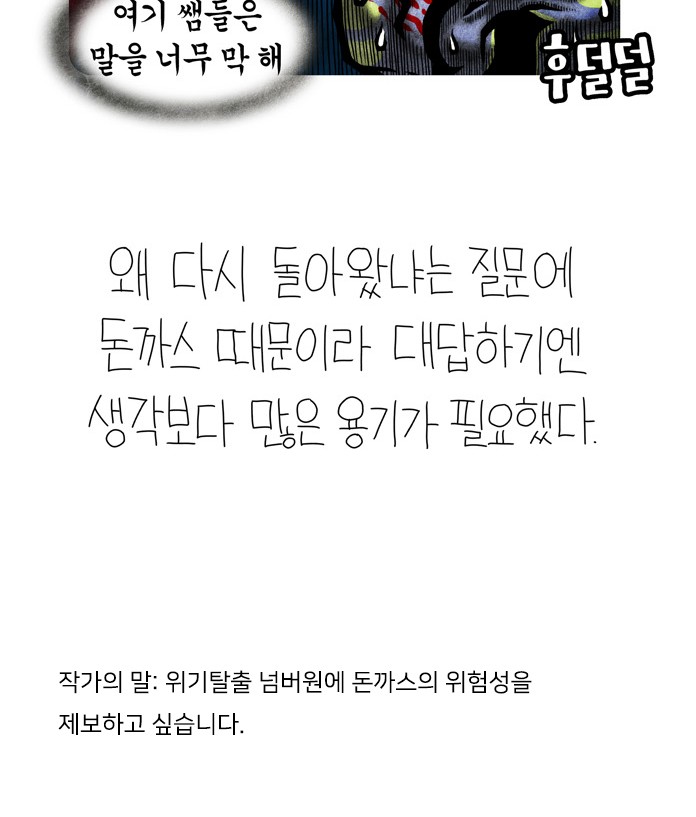 여기 쌤들은
말을 너무 막 해
후덜덜
왜 다시 돌아왔냐는 질문에
돈까스 때문이라 대답하기엔
생각보다 많은 용기가 필요했다.
작가의 말: 위기탈출 넘버원에 돈까스의 위험성을
제보하고 싶습니다.